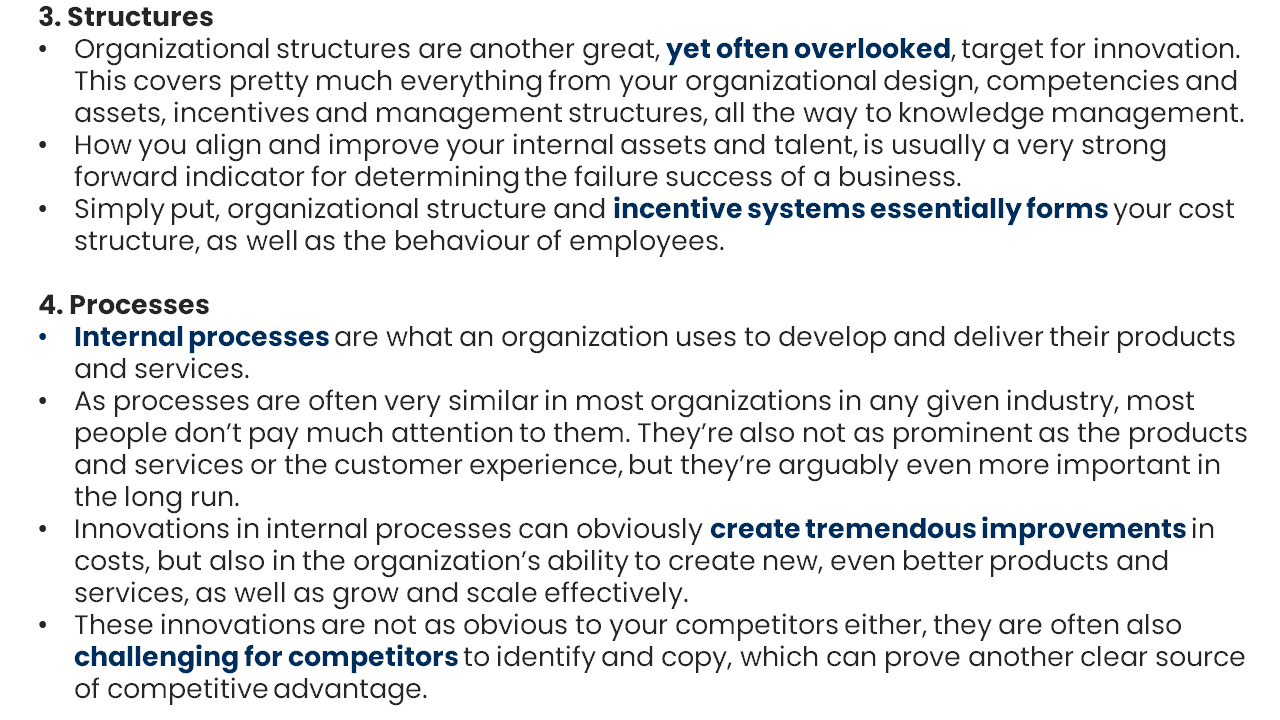 3. Structures
• Organizational structures are another great, yet often overlooked, target for innovation.
This covers pretty much everything from your organizational design, competencies and
assets, incentives and management structures, all the way to knowledge management.
• How you align and improve your internal assets and talent, is usually a very strong
forward indicator for determining the failure success of a business.
• Simply put, organizational structure and incentive systems essentially forms your cost
structure, as well as the behaviour of employees.
4. Processes
• Internal processes are what an organization uses to develop and deliver their products
and services.
• As processes are often very similar in most organizations in any given industry, most
people don’t pay much attention to them. They’re also not as prominent as the products
and services or the customer experience, but they’re arguably even more important in
the long run.
• Innovations in internal processes can obviously create tremendous improvements in
costs, but also in the organization’s ability to create new, even better products and
services, as well as grow and scale effectively.
• These innovations are not as obvious to your competitors either, they are often also
challenging for competitors to identify and copy, which can prove another clear source
of competitive advantage.